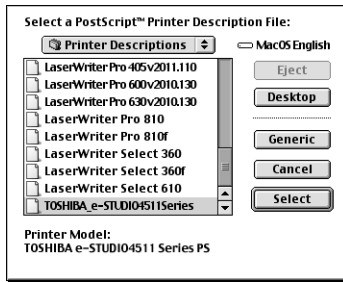 Select a PostScript™ Printer Description File:
Printer Descriptions
MacOS English
LaserWriter Pro 405v2011.110
LaserWriter Pro 600v2010.130
LaserWriter Pro 630v2010.130
LaserWriter Pro 810
LaserWriter Pro 810f
LaserWriter Select 360
LaserWriter Select 360f
LaserWriter Select 610
TOSHIBA_e-STUDIO4511Series
Eject
Desktop
Generic
Cancel
Select
Printer Model:
TOSHIBA e-STUDIO4511 Series PS